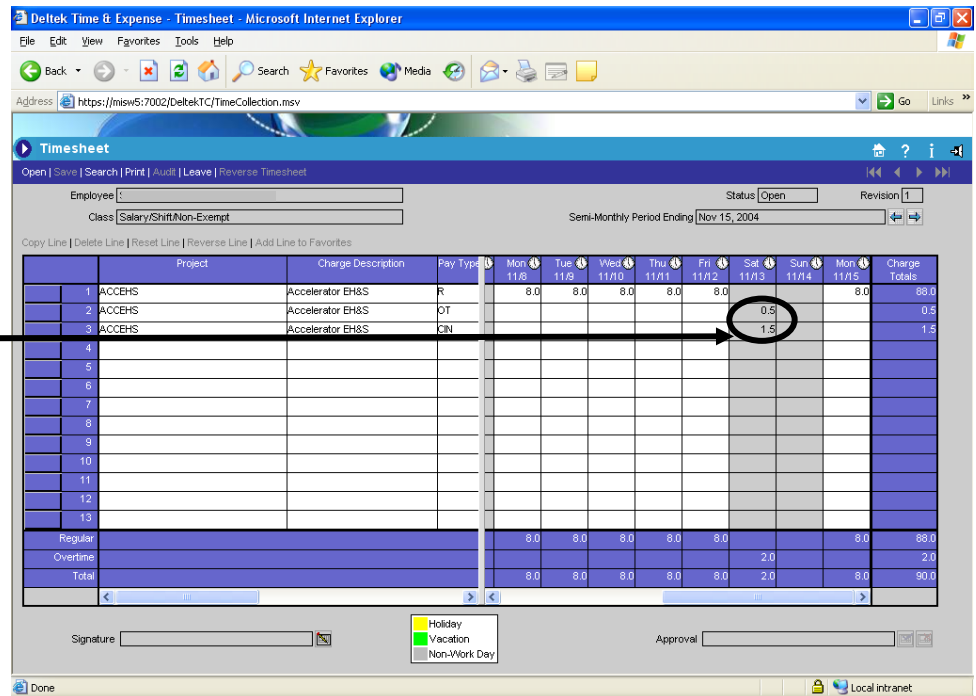 Deltek Time & Expense - Timesheet - Microsoft Internet Explorer
File Edit View Favorites Tools Help
Back Search Favorites Media
Address https://misw5:7002/DeltekTC/TimeCollection.msv Go Links »
Timesheet ? i
Open | Save | Search | Print | Audit | Leave | Reverse Timesheet
Employee Status Open Revision 1
Class Salary/Shift/Non-Exempt Semi-Monthly Period Ending Nov 15, 2004
Copy Line | Delete Line | Reset Line | Reverse Line | Add Line to Favorites
Project Charge Description Pay Type Mon Tue Wed Thu Fri Sat Sun Mon Charge
11/8 11/9 11/10 11/11 11/12 11/13 11/14 11/15 Totals
1 ACCEHS Accelerator EH&S R 8.0 8.0 8.0 8.0 8.0 8.0 88.0
2 ACCEHS Accelerator EH&S OT 0.5 0.5
3 ACCEHS Accelerator EH&S CIN 1.5 1.5
4
5
6
7
8
9
10
11
12
13
Regular 8.0 8.0 8.0 8.0 8.0 8.0 88.0
Overtime 2.0 2.0
Total 8.0 8.0 8.0 8.0 8.0 2.0 8.0 90.0
Holiday
Signature Vacation Approval
Non-Work Day
Done Local intranet